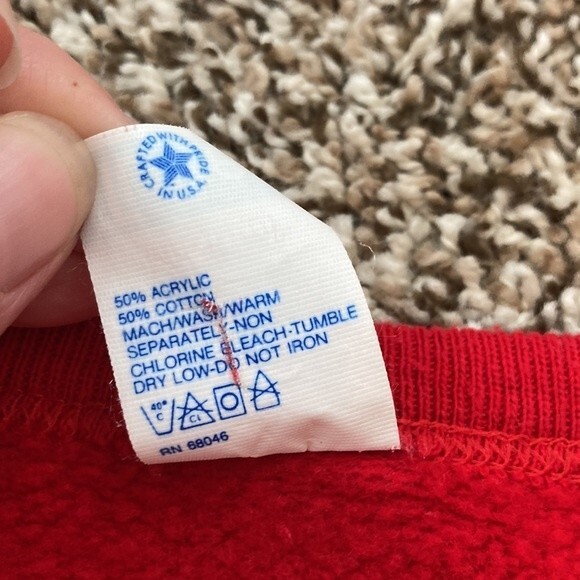 CRAFTED WITH PRIDE IN U.S.A.
50% ACRYLIC
50% COTTON
MACH/WASH/WARM
SEPARATELY-NON
CHLORINE BLEACH-TUMBLE
DRY LOW-DO NOT IRON
40° C CL
RN 68046